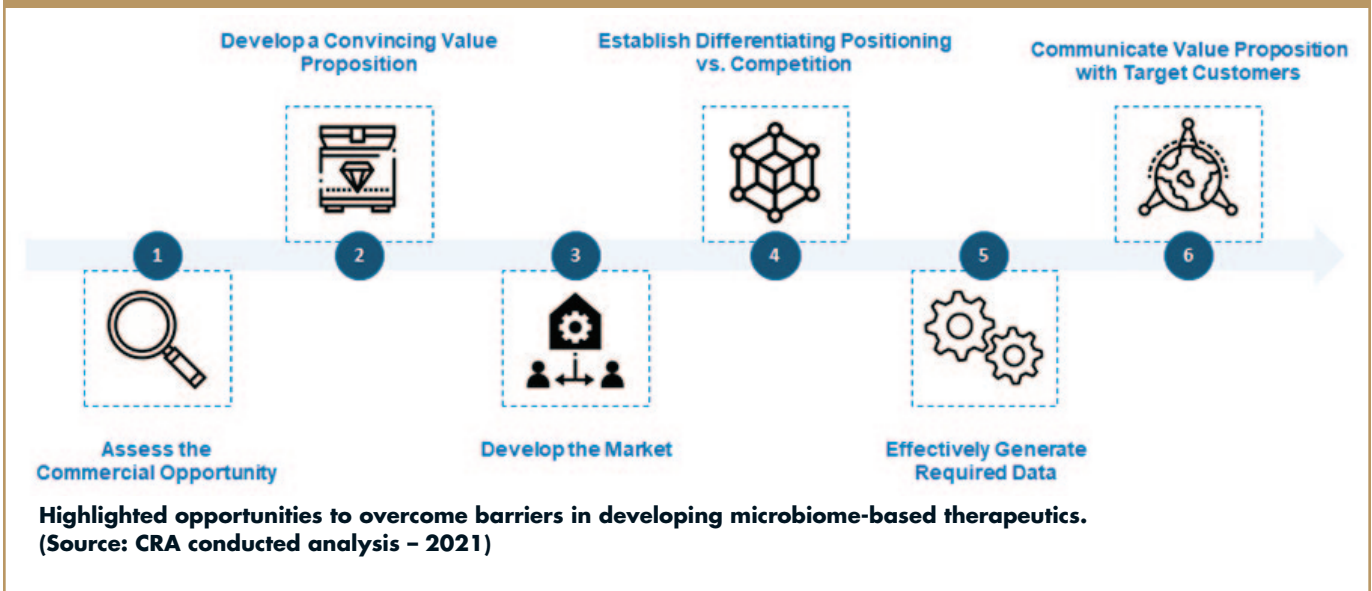 Develop a Convincing Value
Proposition
Establish Differentiating Positioning
vs. Competition
Communicate Value Proposition
with Target Customers
1
2
3
4
5
6
Assess the
Commercial Opportunity
Develop the Market
Effectively Generate
Required Data
Highlighted opportunities to overcome barriers in developing microbiome-based therapeutics.
(Source: CRA conducted analysis – 2021)